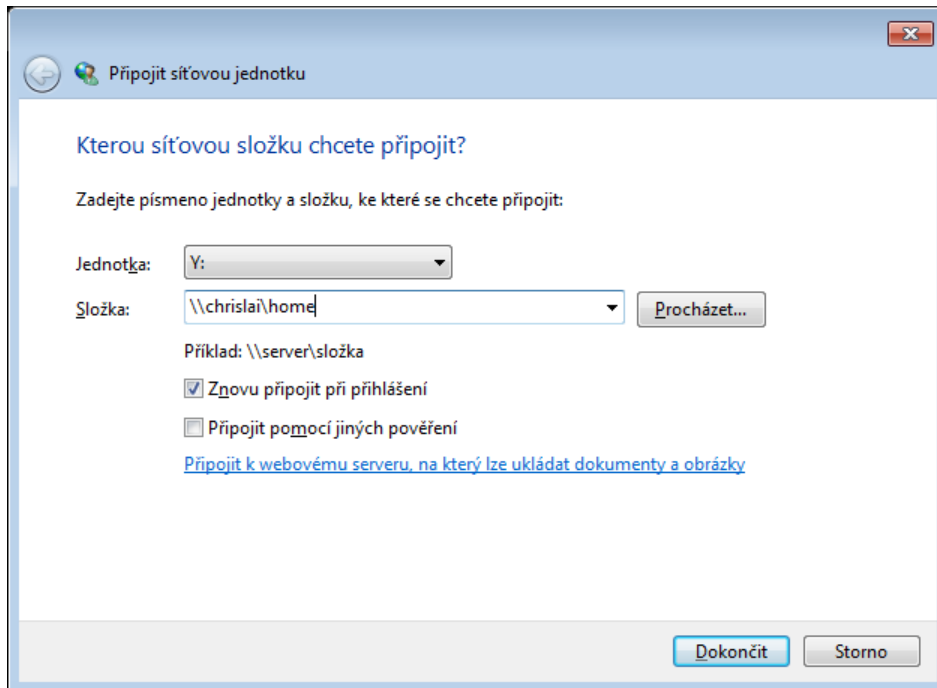 Připojit síťovou jednotku
Kterou síťovou složku chcete připojit?
Zadejte písmeno jednotky a složku, ke které se chcete připojit:
Jednotka: Y:
Složka: \\chrislai\home Procházet...
Příklad: \\server\složka
Znovu připojit při přihlášení
Připojit pomocí jiných pověření
Připojit k webovému serveru, na který lze ukládat dokumenty a obrázky
Dokončit Storno